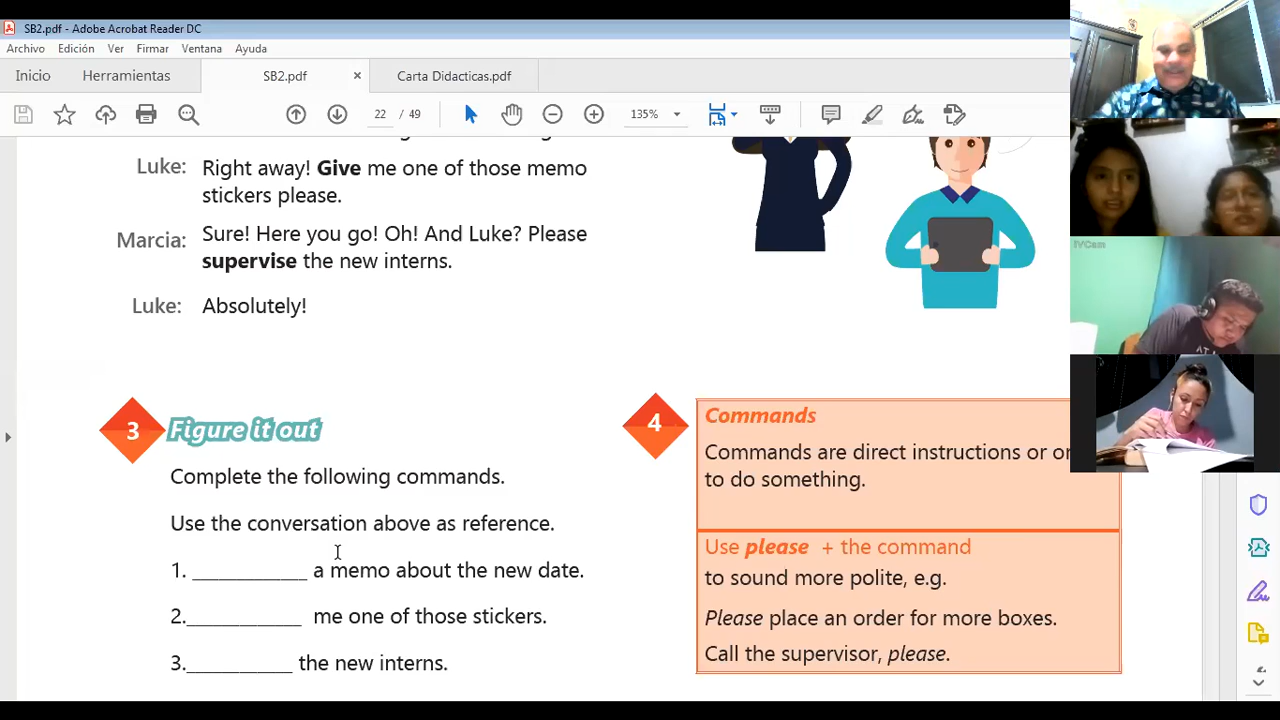 SB2.pdf - Adobe Acrobat Reader DC
Archivo Edición Ver Firmar Ventana Ayuda
Inicio Herramientas SB2.pdf × Carta Didacticas.pdf
22 / 49 135%
Luke: Right away! Give me one of those memo
stickers please.
Marcia: Sure! Here you go! Oh! And Luke? Please
supervise the new interns.
Luke: Absolutely!
3 Figure it out
Complete the following commands.
Use the conversation above as reference.
1. ____________ a memo about the new date.
2.____________ me one of those stickers.
3.___________ the new interns.
4 Commands
Commands are direct instructions or or
to do something.
Use please + the command
to sound more polite, e.g.
Please place an order for more boxes.
Call the supervisor, please.
IVCam